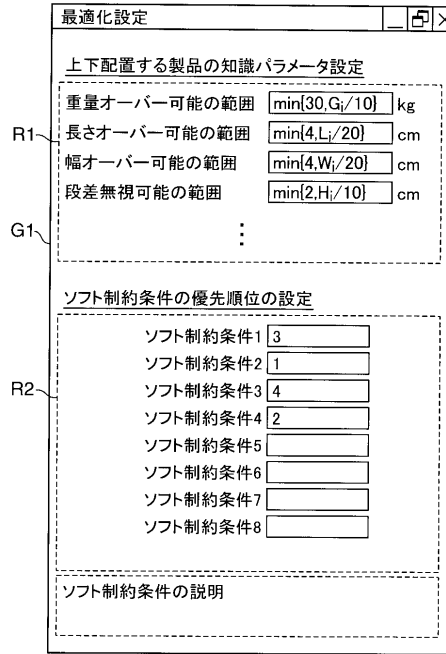 最適化設定
上下配置する製品の知識パラメータ設定
重量オーバー可能の範囲 min{30,Gi/10} kg
長さオーバー可能の範囲 min{4,Li/20} cm
R1
幅オーバー可能の範囲 min{4,Wi/20} cm
段差無視可能の範囲 min{2,Hi/10} cm
G1
ソフト制約条件の優先順位の設定
ソフト制約条件1 3
ソフト制約条件2 1
R2
ソフト制約条件3 4
ソフト制約条件4 2
ソフト制約条件5
ソフト制約条件6
ソフト制約条件7
ソフト制約条件8
ソフト制約条件の説明